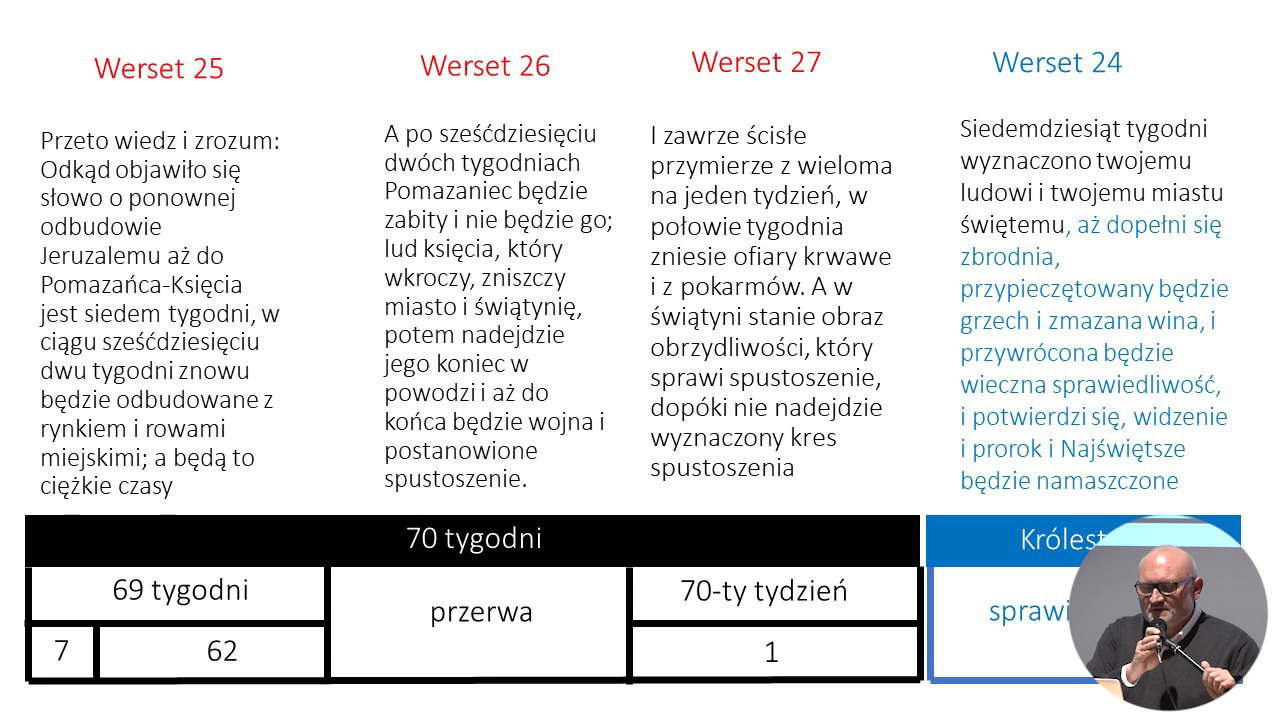 Werset 25
Przeto wiedz i zrozum:
Odkąd objawiło się
słowo o ponownej
odbudowie
Jeruzalemu aż do
Pomazańca-Księcia
jest siedem tygodni, w
ciągu sześćdziesięciu
dwu tygodni znowu
będzie odbudowane z
rynkiem i rowami
miejskimi; a będą to
ciężkie czasy
Werset 26
A po sześćdziesięciu
dwóch tygodniach
Pomazaniec będzie
zabity i nie będzie go;
lud księcia, który
wkroczy, zniszczy
miasto i świątynię,
potem nadejdzie
jego koniec w
powodzi i aż do
końca będzie wojna i
postanowione
spustoszenie.
Werset 27
I zawrze ścisłe
przymierze z wieloma
na jeden tydzień, w
połowie tygodnia
zniesie ofiary krwawe
i z pokarmów. A w
świątyni stanie obraz
obrzydliwości, który
sprawi spustoszenie,
dopóki nie nadejdzie
wyznaczony kres
spustoszenia
Werset 24
Siedemdziesiąt tygodni
wyznaczono twojemu
ludowi i twojemu miastu
świętemu, aż dopełni się
zbrodnia,
przypieczętowany będzie
grzech i zmazana wina, i
przywrócona będzie
wieczna sprawiedliwość,
i potwierdzi się, widzenie
i prorok i Najświętsze
będzie namaszczone
70 tygodni
69 tygodni
7
62
przerwa
70-ty tydzień
1